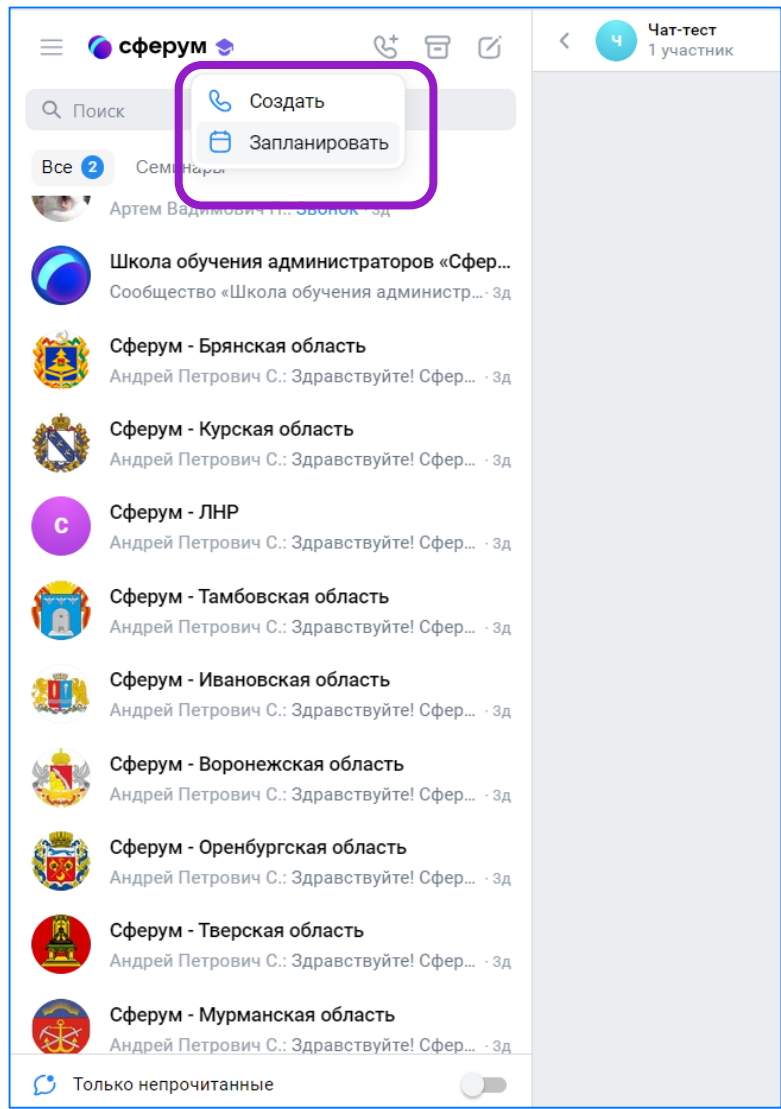 сферум
Чат-тест
1 участник
Поиск
Создать
Запланировать
Все 2
Семинары
Артем Вадимович П.: Звонок · 3д
Школа обучения администраторов «Сфер...
Сообщество «Школа обучения администр... · 3д
Сферум - Брянская область
Андрей Петрович С.: Здравствуйте! Сфер... · 3д
Сферум - Курская область
Андрей Петрович С.: Здравствуйте! Сфер... · 3д
С
Сферум - ЛНР
Андрей Петрович С.: Здравствуйте! Сфер... · 3д
Сферум - Тамбовская область
Андрей Петрович С.: Здравствуйте! Сфер... · 3д
Сферум - Ивановская область
Андрей Петрович С.: Здравствуйте! Сфер... · 3д
Сферум - Воронежская область
Андрей Петрович С.: Здравствуйте! Сфер... · 3д
Сферум - Оренбургская область
Андрей Петрович С.: Здравствуйте! Сфер... · 3д
Сферум - Тверская область
Андрей Петрович С.: Здравствуйте! Сфер... · 3д
Сферум - Мурманская область
Андрей Петрович С.: Здравствуйте! Сфер... · 3д
Только непрочитанные
Ч